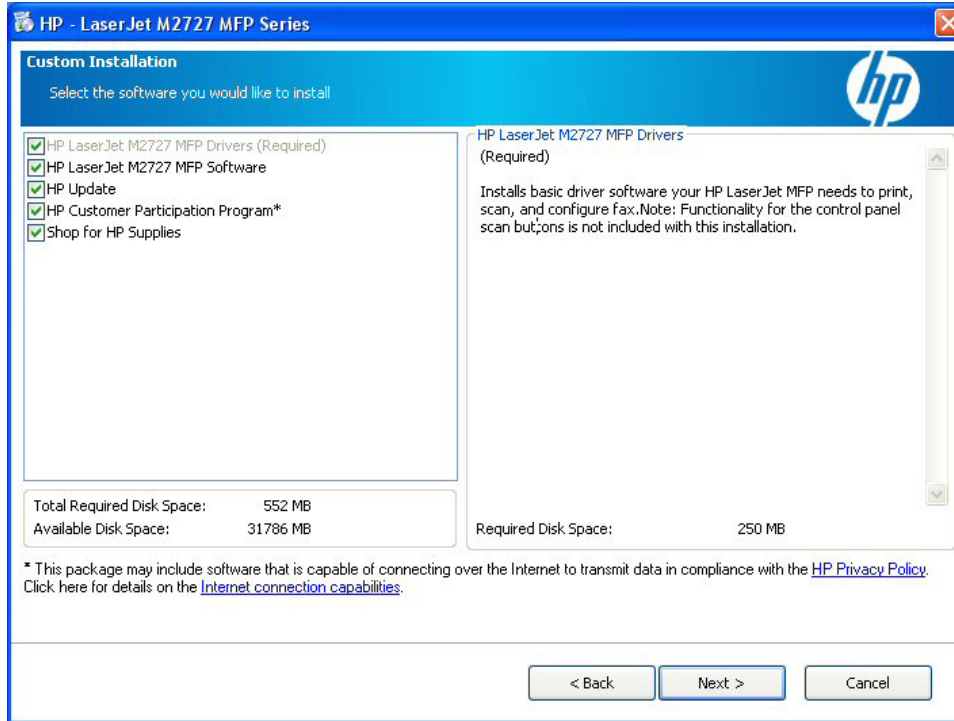 HP - LaserJet M2727 MFP Series
Custom Installation
Select the software you would like to install
hp
HP LaserJet M2727 MFP Drivers (Required)
HP LaserJet M2727 MFP Software
HP Update
HP Customer Participation Program*
Shop for HP Supplies
HP LaserJet M2727 MFP Drivers
(Required)
Installs basic driver software your HP LaserJet MFP needs to print,
scan, and configure fax.Note: Functionality for the control panel
scan buttons is not included with this installation.
Total Required Disk Space: 552 MB
Available Disk Space: 31786 MB
Required Disk Space: 250 MB
* This package may include software that is capable of connecting over the Internet to transmit data in compliance with the HP Privacy Policy.
Click here for details on the Internet connection capabilities.
< Back
Next >
Cancel